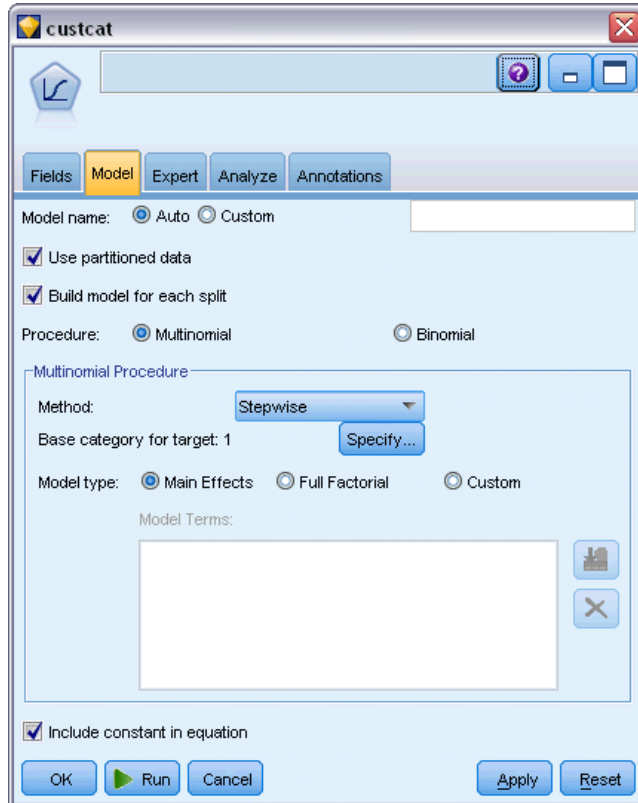 custcat
Fields Model Expert Analyze Annotations
Model name: Auto Custom
Use partitioned data
Build model for each split
Procedure: Multinomial Binomial
Multinomial Procedure
Method: Stepwise
Base category for target: 1 Specify...
Model type: Main Effects Full Factorial Custom
Model Terms:
Include constant in equation
OK Run Cancel Apply Reset